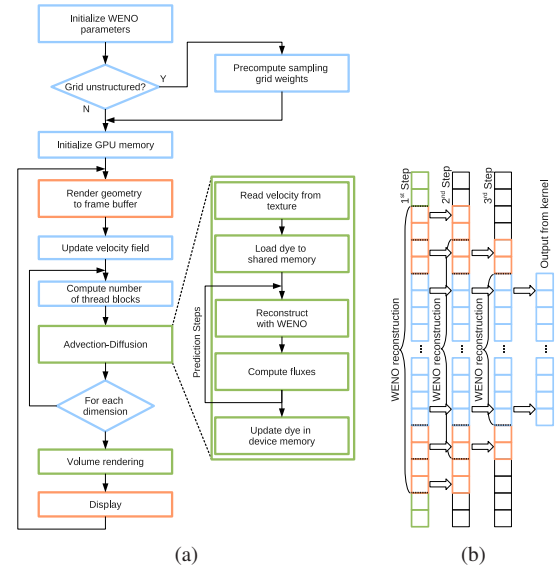 Initialize WENO
parameters
Grid unstructured?
Y
N
Precompute sampling
grid weights
Initialize GPU memory
Render geometry
to frame buffer
Update velocity field
Compute number
of thread blocks
Advection-Diffusion
For each
dimension
Volume rendering
Display
Prediction Steps
Read velocity from
texture
Load dye to
shared memory
Reconstruct
with WENO
Compute fluxes
Update dye in
device memory
(a)
1st Step
2nd Step
3rd Step
Output from kernel
WENO reconstruction
WENO reconstruction
WENO reconstruction
...
...
...
...
(b)